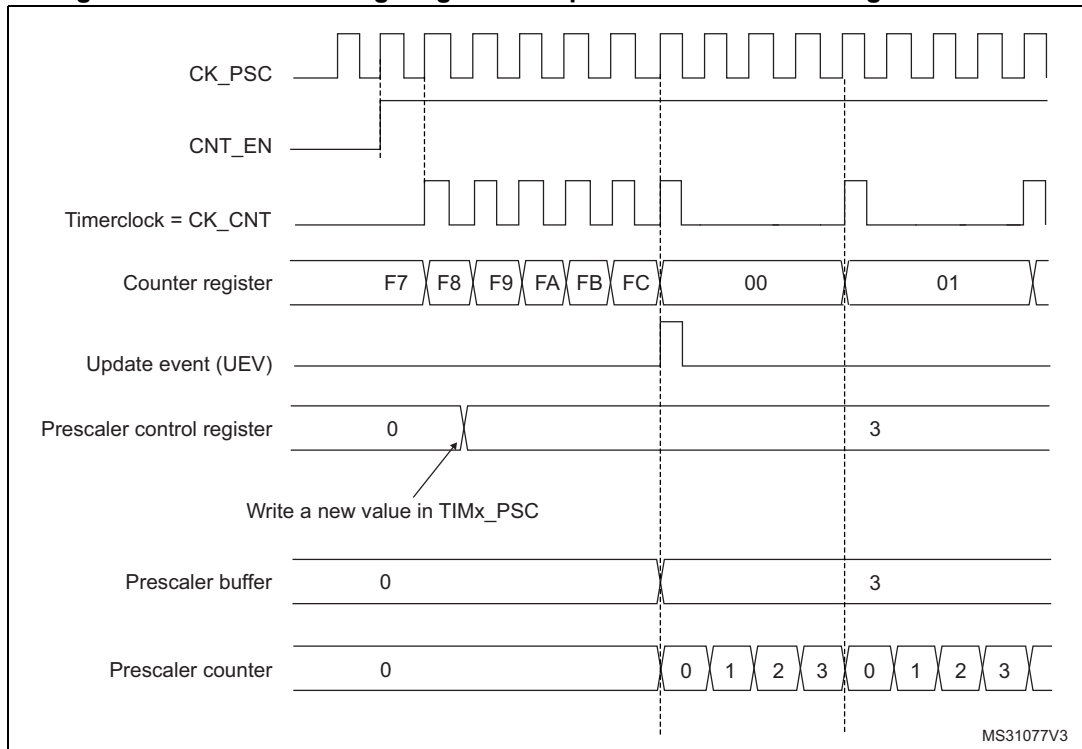 CK_PSC
CNT_EN
Timerclock = CK_CNT
Counter register F7 F8 F9 FA FB FC 00 01
Update event (UEV)
Prescaler control register 0 3
Write a new value in TIMx_PSC
Prescaler buffer 0 3
Prescaler counter 0 0 1 2 3 0 1 2 3
MS31077V3